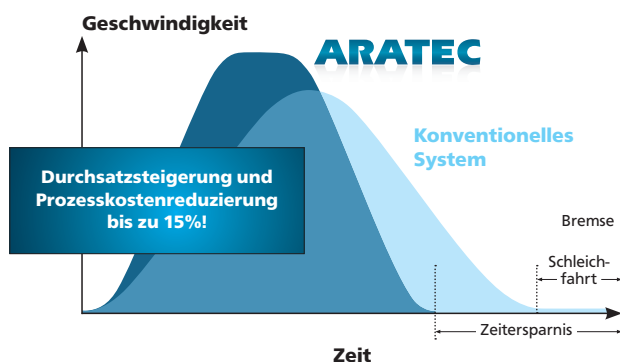 Geschwindigkeit
ARATEC
Konventionelles
System
Durchsatzsteigerung und
Prozesskostenreduzierung
bis zu 15%!
Bremse
Schleich-
fahrt
Zeitersparnis
Zeit